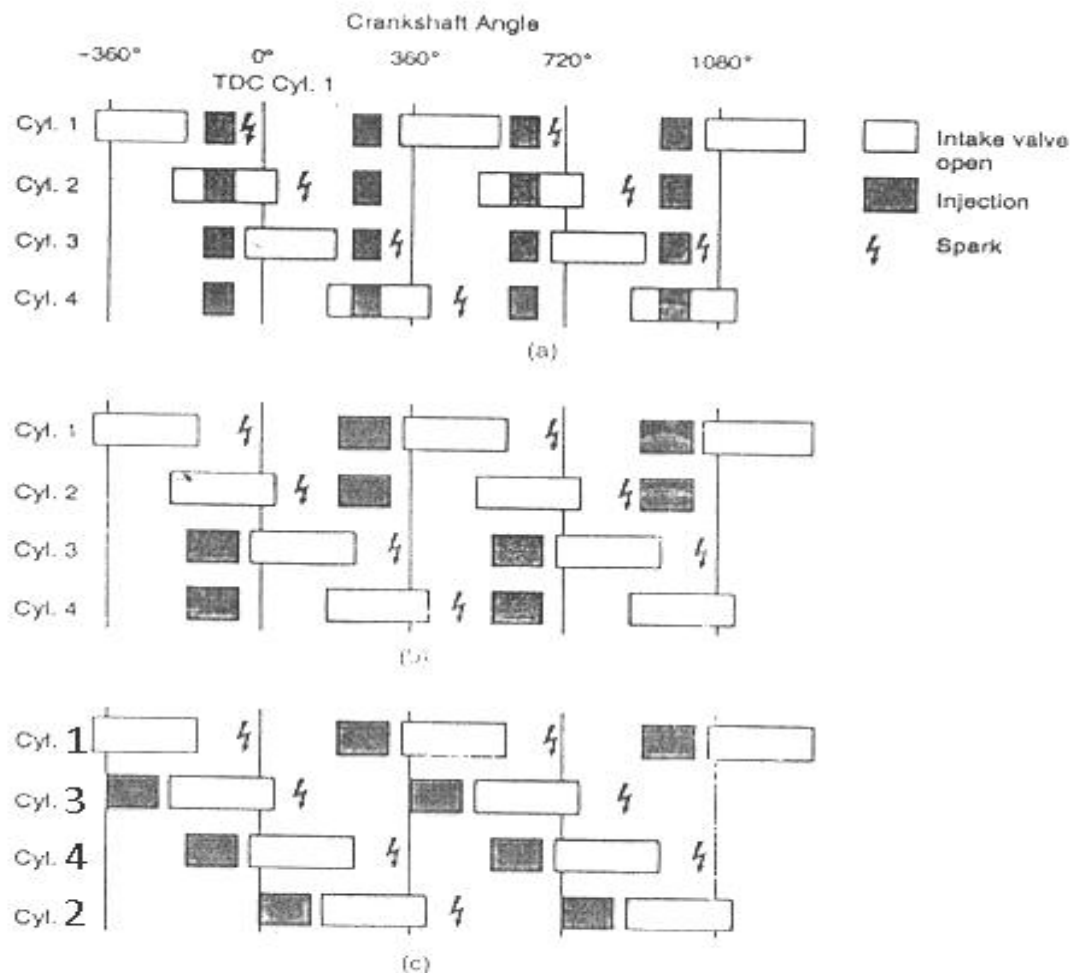 Crankshaft Angle
-360° 0° 360° 720° 1080°
TDC Cyl. 1
Cyl. 1
Cyl. 2
Cyl. 3
Cyl. 4
Intake valve
open
Injection
Spark
(a)
Cyl. 1
Cyl. 2
Cyl. 3
Cyl. 4
(b)
Cyl. 1
Cyl. 3
Cyl. 4
Cyl. 2
(c)